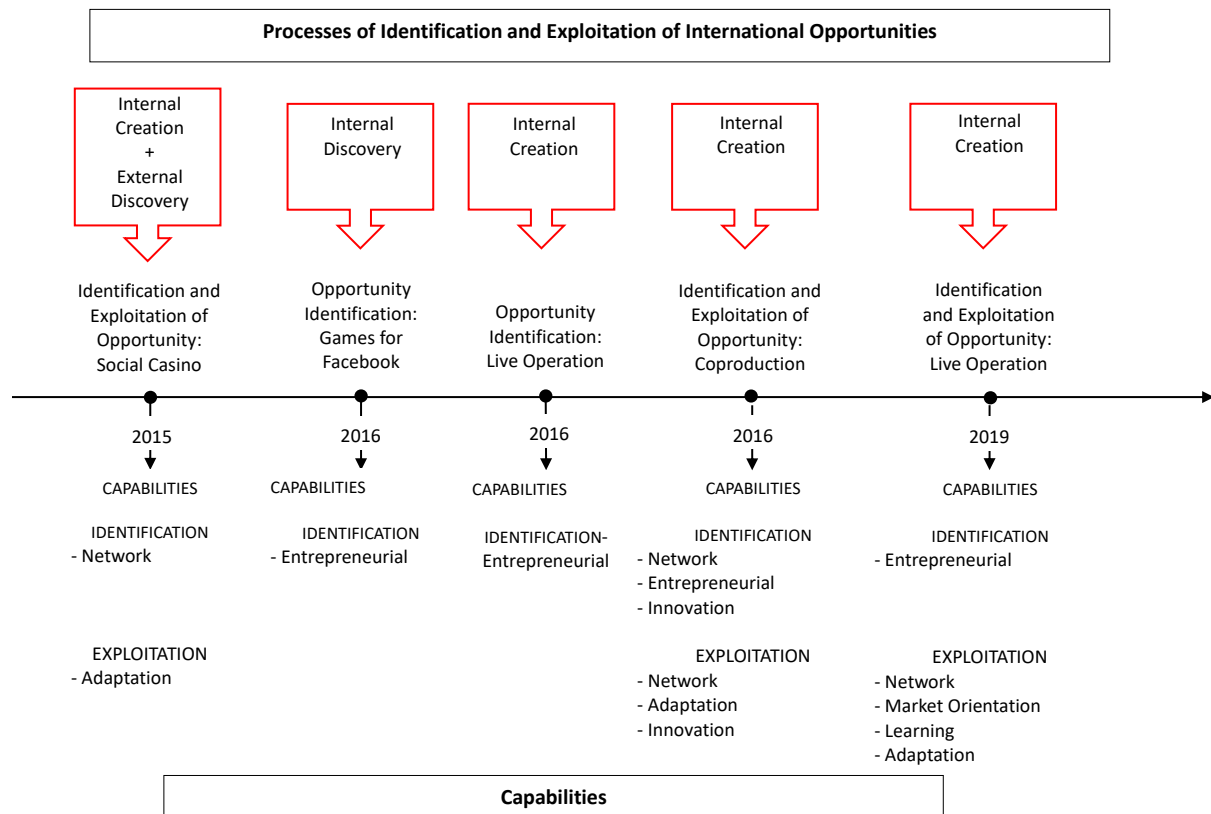 Processes of Identification and Exploitation of International Opportunities
Internal
Creation
+
External
Discovery
Internal
Discovery
Internal
Creation
Internal
Creation
Internal
Creation
Identification and
Exploitation of
Opportunity:
Social Casino
Opportunity
Identification:
Games for
Facebook
Opportunity
Identification:
Live Operation
Identification and
Exploitation of
Opportunity:
Coproduction
Identification
and Exploitation
of Opportunity:
Live Operation
2015
2016
2016
2016
2019
CAPABILITIES
IDENTIFICATION
- Network
EXPLOITATION
- Adaptation
CAPABILITIES
IDENTIFICATION
- Entrepreneurial
CAPABILITIES
IDENTIFICATION-
Entrepreneurial
CAPABILITIES
IDENTIFICATION
- Network
- Entrepreneurial
- Innovation
EXPLOITATION
- Network
- Adaptation
- Innovation
CAPABILITIES
IDENTIFICATION
- Entrepreneurial
EXPLOITATION
- Network
- Market Orientation
- Learning
- Adaptation
Capabilities